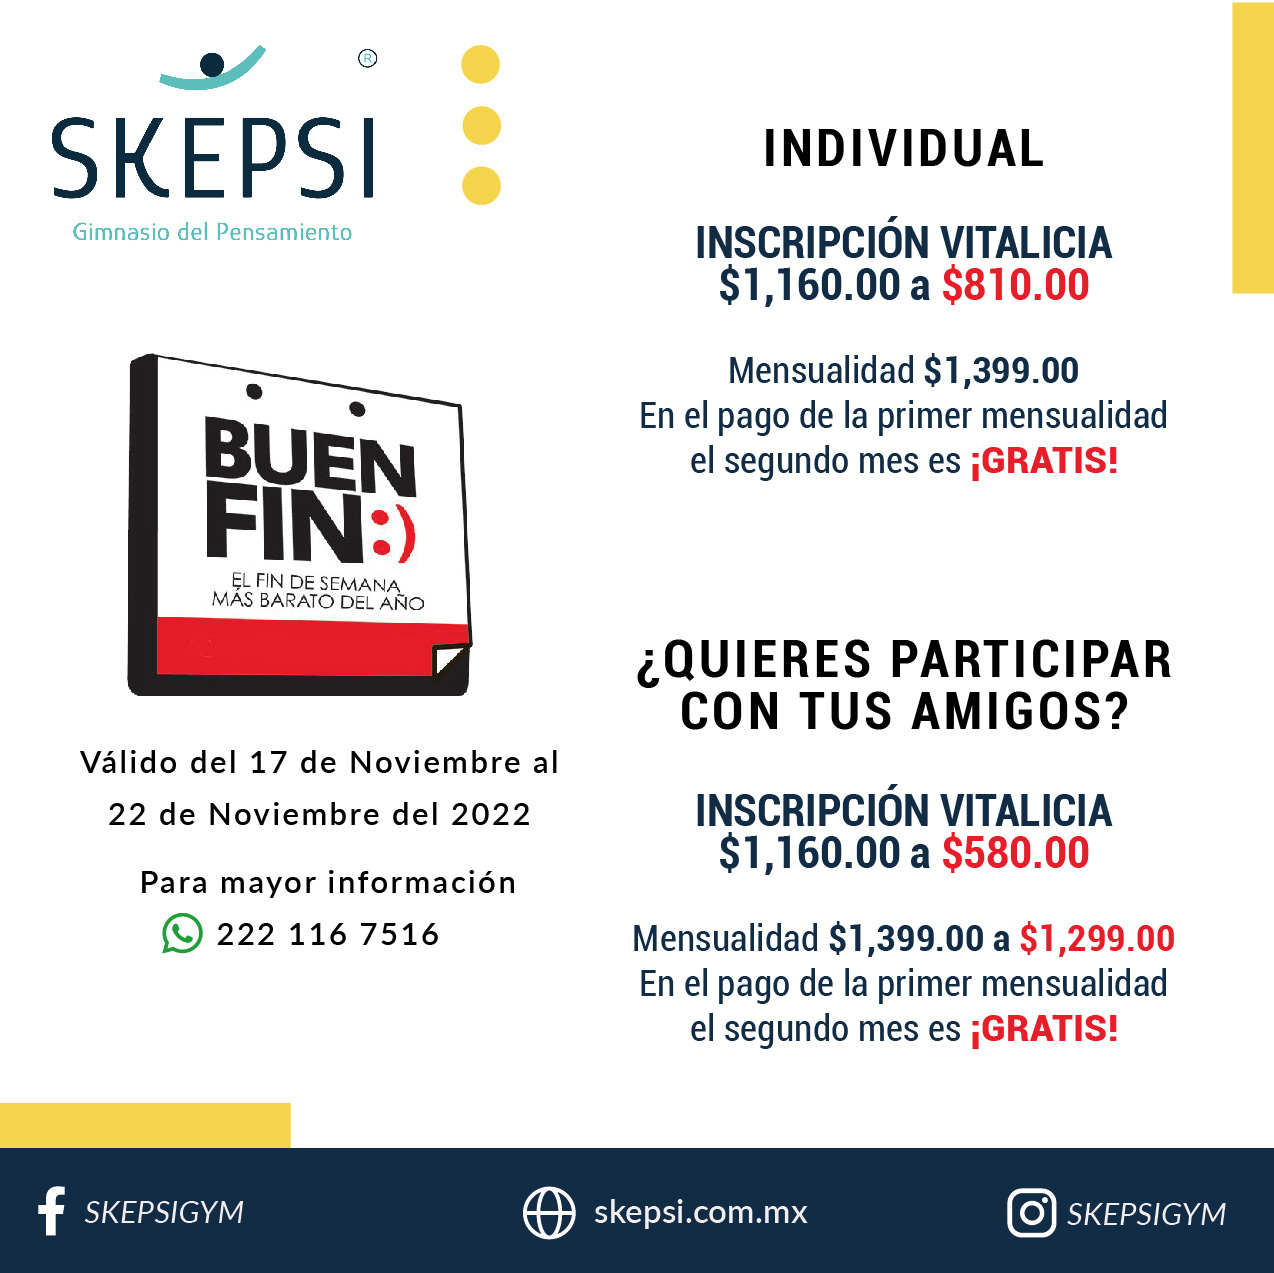 SKEPSI
®
Gimnasio del Pensamiento
BUEN
FIN:)
EL FIN DE SEMANA
MÁS BARATO DEL AÑO
Válido del 17 de Noviembre al
22 de Noviembre del 2022
Para mayor información
222 116 7516
INDIVIDUAL
INSCRIPCIÓN VITALICIA
$1,160.00 a $810.00
Mensualidad $1,399.00
En el pago de la primer mensualidad
el segundo mes es ¡GRATIS!
¿QUIERES PARTICIPAR
CON TUS AMIGOS?
INSCRIPCIÓN VITALICIA
$1,160.00 a $580.00
Mensualidad $1,399.00 a $1,299.00
En el pago de la primer mensualidad
el segundo mes es ¡GRATIS!
SKEPSIGYM
skepsi.com.mx
SKEPSIGYM